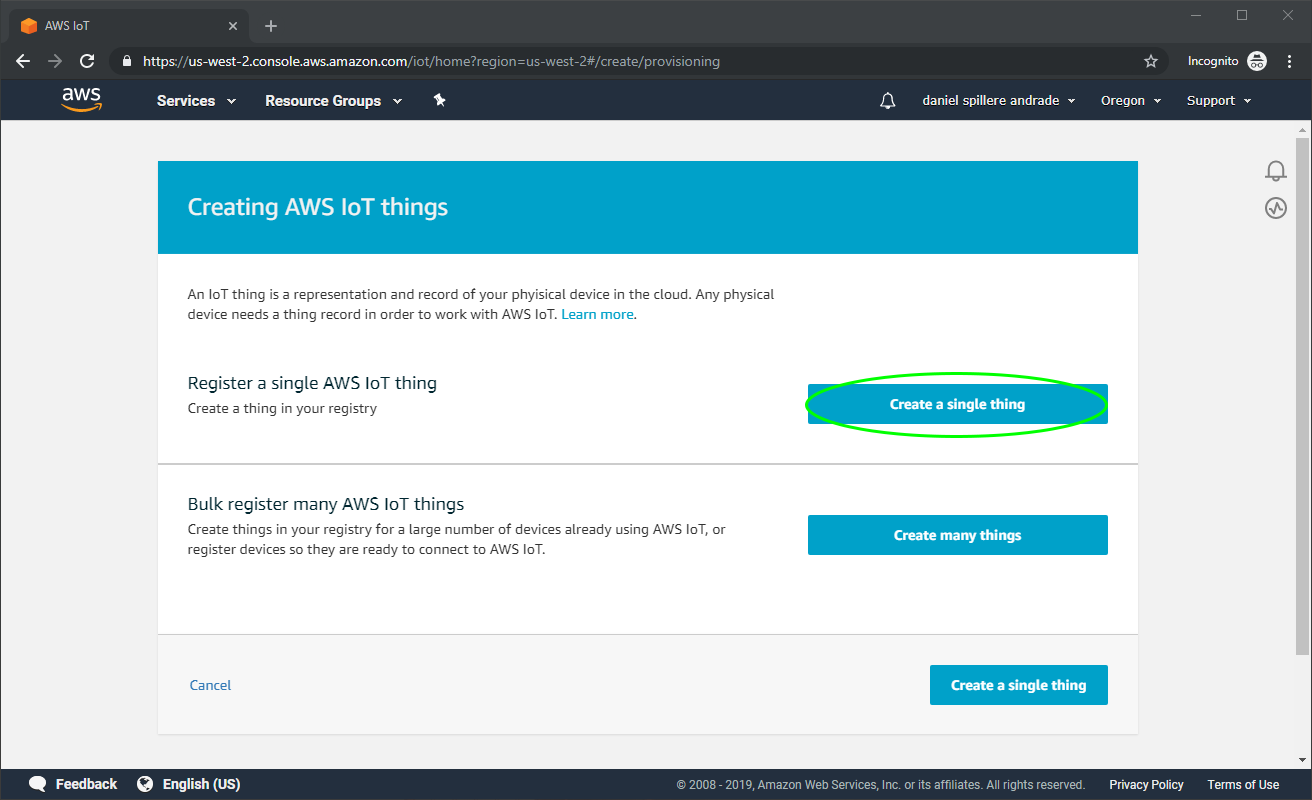 AWS IoT
https://us-west-2.console.aws.amazon.com/iot/home?region=us-west-2#/create/provisioning
Incognito
aws
Services
Resource Groups
daniel spillere andrade
Oregon
Support
Creating AWS IoT things
An IoT thing is a representation and record of your phyisical device in the cloud. Any physical
device needs a thing record in order to work with AWS IoT. Learn more.
Register a single AWS IoT thing
Create a thing in your registry
Create a single thing
Bulk register many AWS IoT things
Create things in your registry for a large number of devices already using AWS IoT, or
register devices so they are ready to connect to AWS IoT.
Create many things
Cancel
Create a single thing
Feedback
English (US)
© 2008 - 2019, Amazon Web Services, Inc. or its affiliates. All rights reserved.
Privacy Policy
Terms of Use